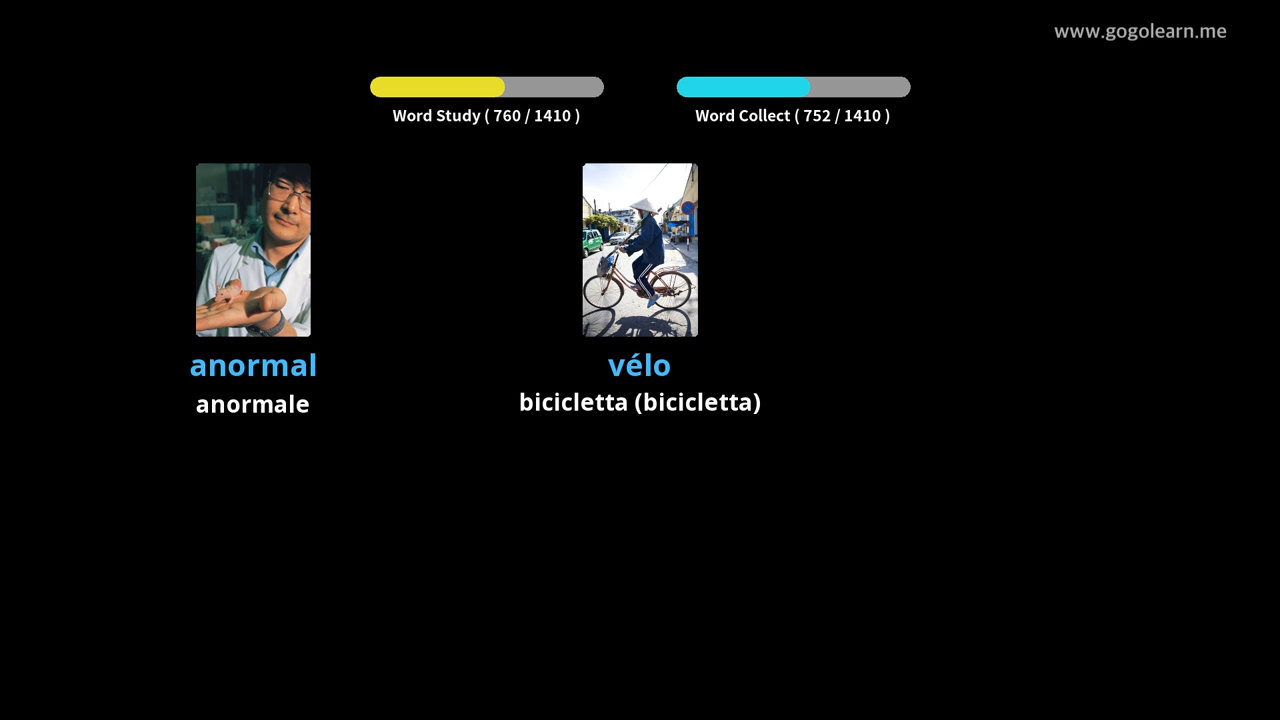 www.gogolearn.me
Word Study ( 760 / 1410 )
Word Collect ( 752 / 1410 )
anormal
anormale
vélo
bicicletta (bicicletta)